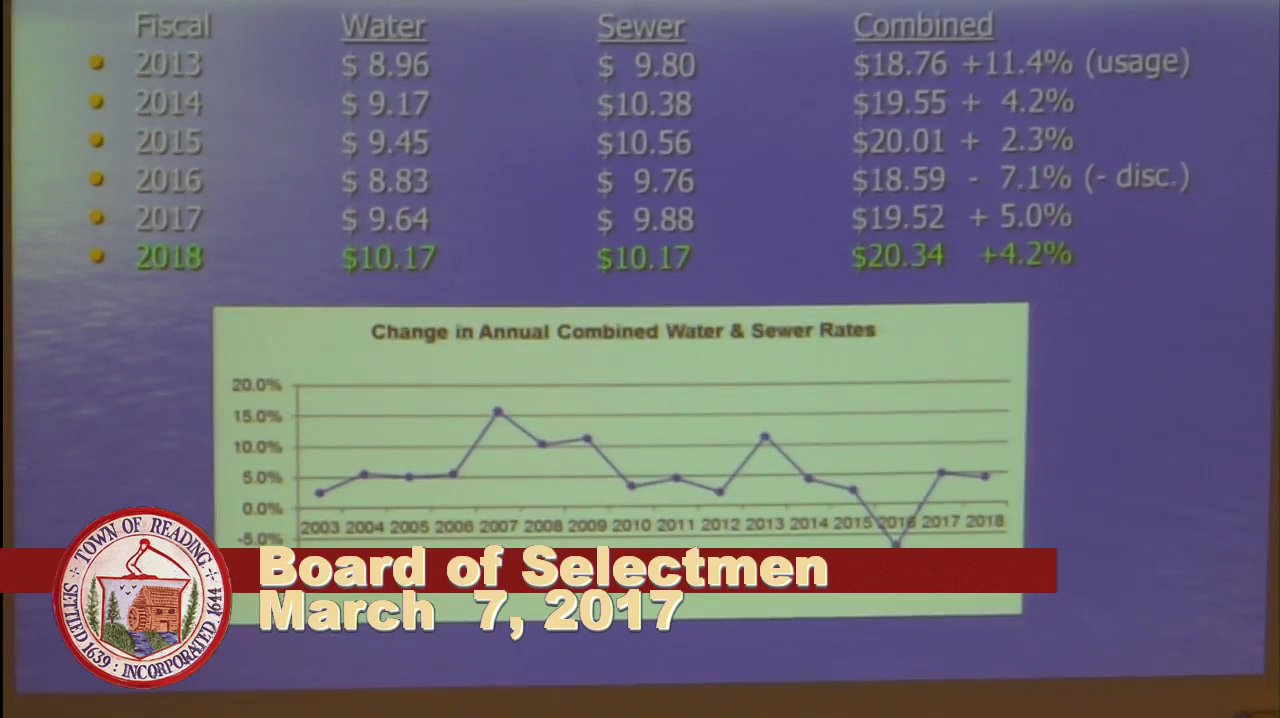 Fiscal Water Sewer Combined
• 2013 $ 8.96 $ 9.80 $18.76 +11.4% (usage)
• 2014 $ 9.17 $10.38 $19.55 + 4.2%
• 2015 $ 9.45 $10.56 $20.01 + 2.3%
• 2016 $ 8.83 $ 9.76 $18.59 - 7.1% (- disc.)
• 2017 $ 9.64 $ 9.88 $19.52 + 5.0%
• 2018 $10.17 $10.17 $20.34 +4.2%
Change in Annual Combined Water & Sewer Rates
20.0%
15.0%
10.0%
5.0%
0.0%
2003 2004 2005 2006 2007 2008 2009 2010 2011 2012 2013 2014 2015 2016 2017 2018
-5.0%
TOWN OF READING
SETTLED 1639 : INCORPORATED 1644
Board of Selectmen
March 7, 2017